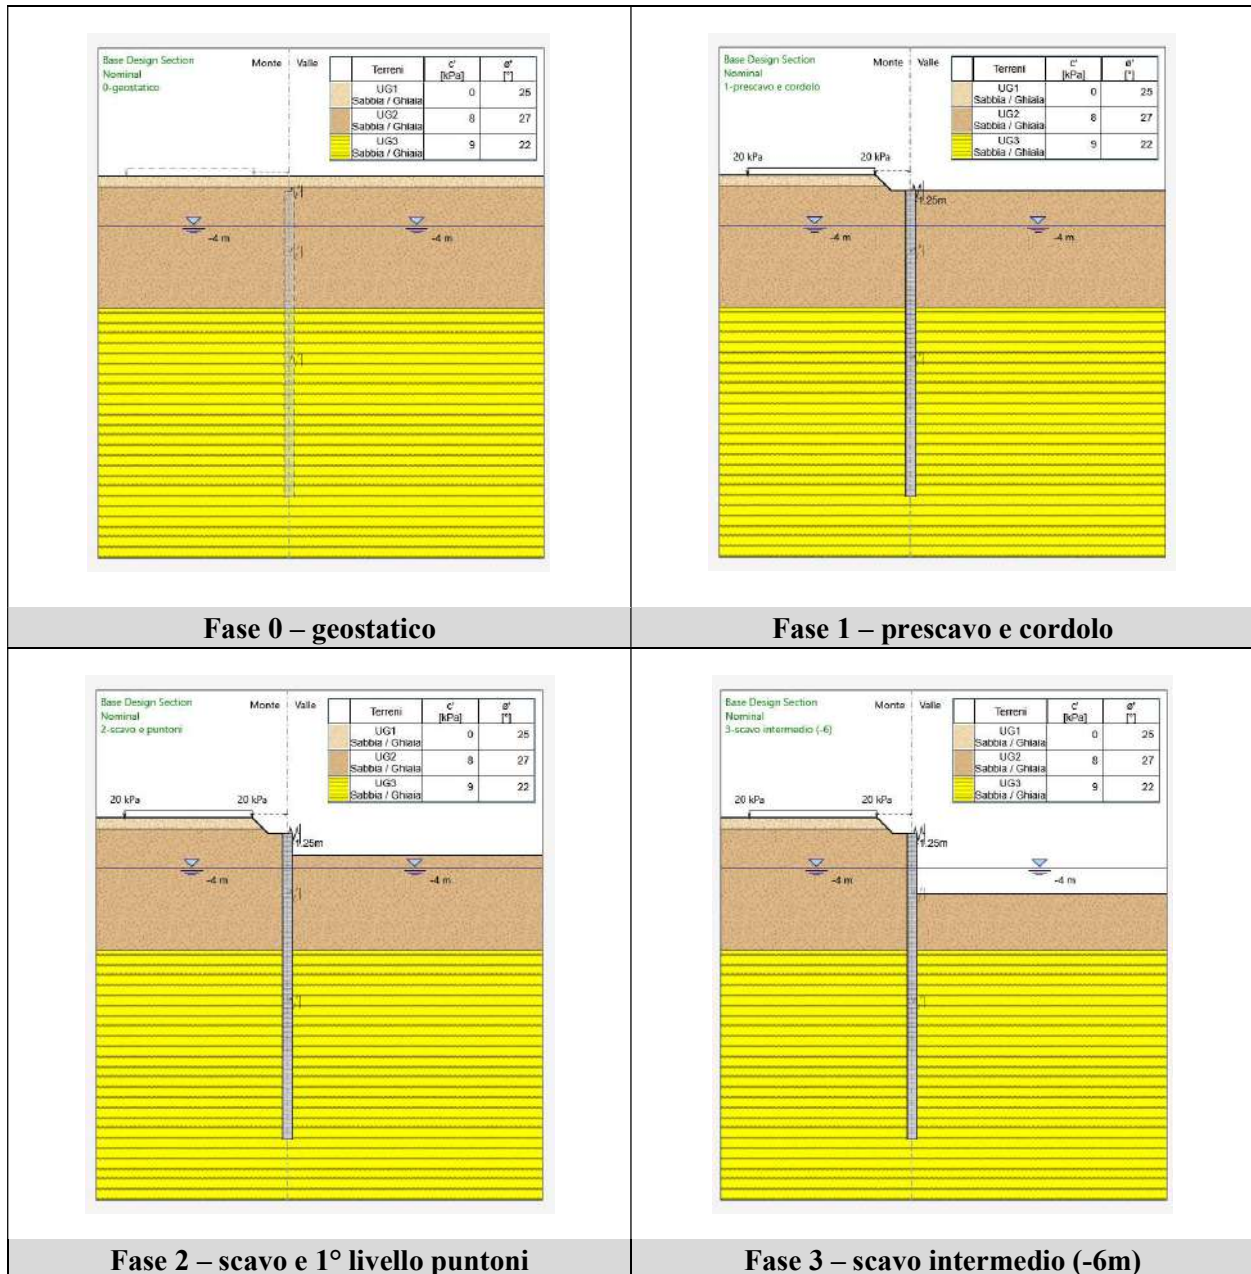 Base Design Section
Nominal
0-geostatico
Monte Valle
Terreni c' [kPa] ø' [°]
UG1 Sabbia / Ghiaia 0 25
UG2 Sabbia / Ghiaia 8 27
UG3 Sabbia / Ghiaia 9 22
-4 m -4 m
Fase 0 – geostatico
Base Design Section
Nominal
1-prescavo e cordolo
Monte Valle
Terreni c' [kPa] ø' [°]
UG1 Sabbia / Ghiaia 0 25
UG2 Sabbia / Ghiaia 8 27
UG3 Sabbia / Ghiaia 9 22
20 kPa 20 kPa
1.25m
-4 m -4 m
Fase 1 – prescavo e cordolo
Base Design Section
Nominal
2-scavo e puntoni
Monte Valle
Terreni c' [kPa] ø' [°]
UG1 Sabbia / Ghiaia 0 25
UG2 Sabbia / Ghiaia 8 27
UG3 Sabbia / Ghiaia 9 22
20 kPa 20 kPa
1.25m
-4 m -4 m
Fase 2 – scavo e 1° livello puntoni
Base Design Section
Nominal
3-scavo intermedio (-6)
Monte Valle
Terreni c' [kPa] ø' [°]
UG1 Sabbia / Ghiaia 0 25
UG2 Sabbia / Ghiaia 8 27
UG3 Sabbia / Ghiaia 9 22
20 kPa 20 kPa
1.25m
-4 m -4 m
Fase 3 – scavo intermedio (-6m)